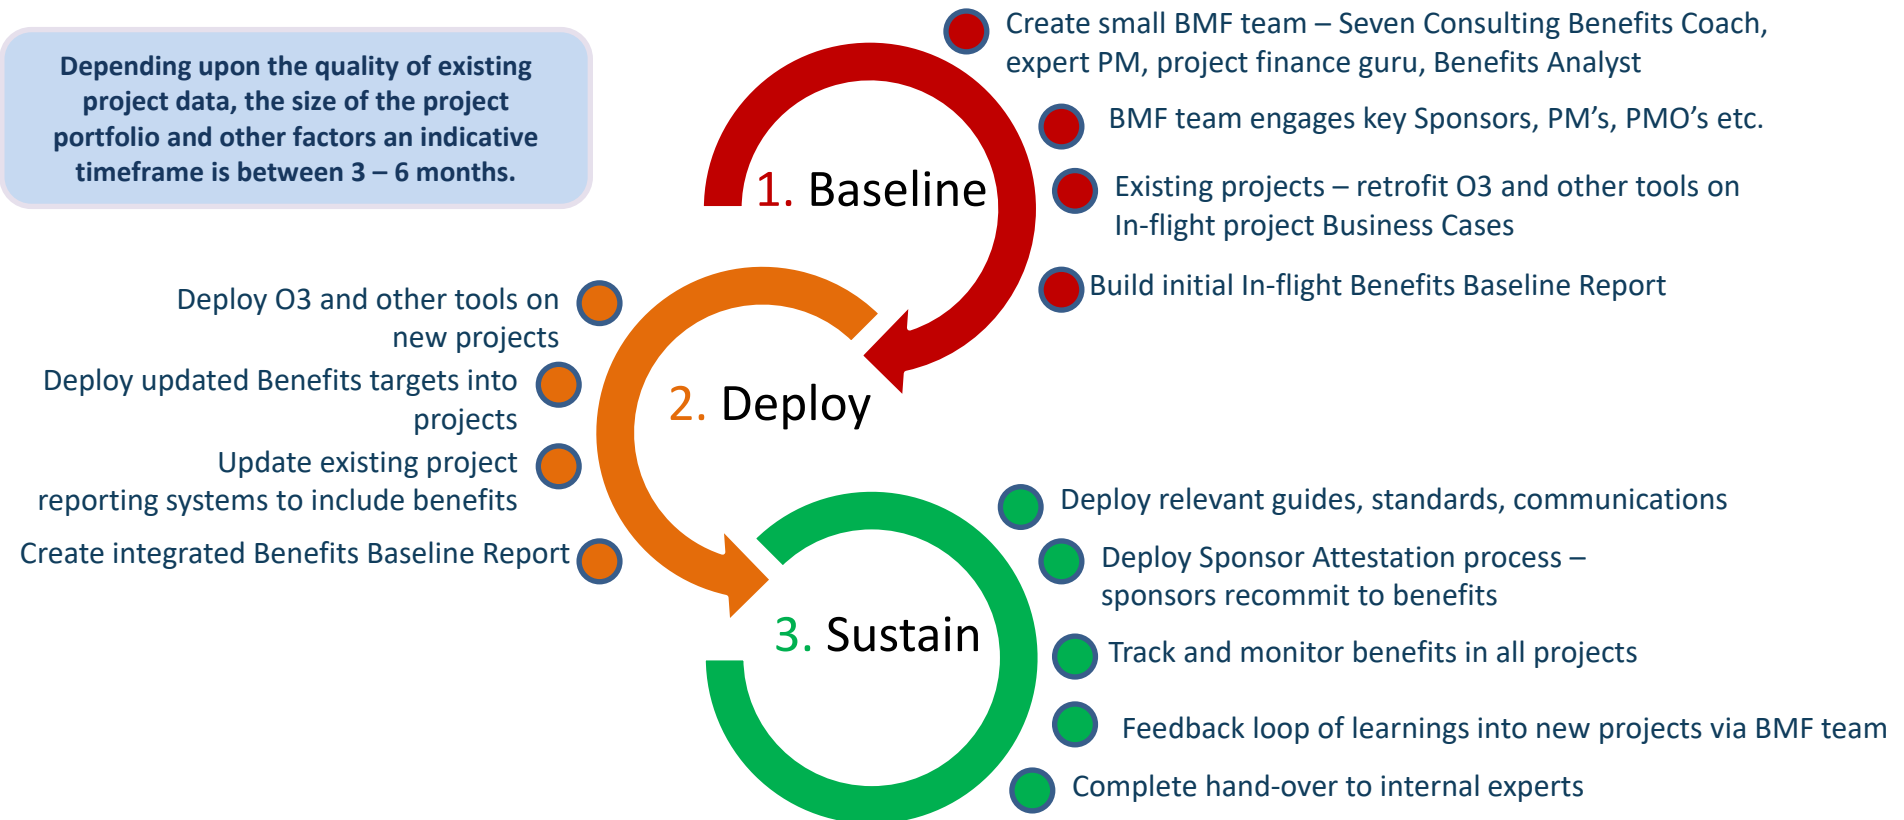 Depending upon the quality of existing
project data, the size of the project
portfolio and other factors an indicative
timeframe is between 3 – 6 months.
1. Baseline
Create small BMF team – Seven Consulting Benefits Coach,
expert PM, project finance guru, Benefits Analyst
BMF team engages key Sponsors, PM’s, PMO’s etc.
Existing projects – retrofit O3 and other tools on
In-flight project Business Cases
Build initial In-flight Benefits Baseline Report
2. Deploy
Deploy O3 and other tools on
new projects
Deploy updated Benefits targets into
projects
Update existing project
reporting systems to include benefits
Create integrated Benefits Baseline Report
3. Sustain
Deploy relevant guides, standards, communications
Deploy Sponsor Attestation process –
sponsors recommit to benefits
Track and monitor benefits in all projects
Feedback loop of learnings into new projects via BMF team
Complete hand-over to internal experts